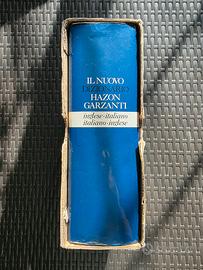 IL NUOVO
DIZIONARIO
HAZON
GARZANTI
inglese-italiano
italiano-inglese